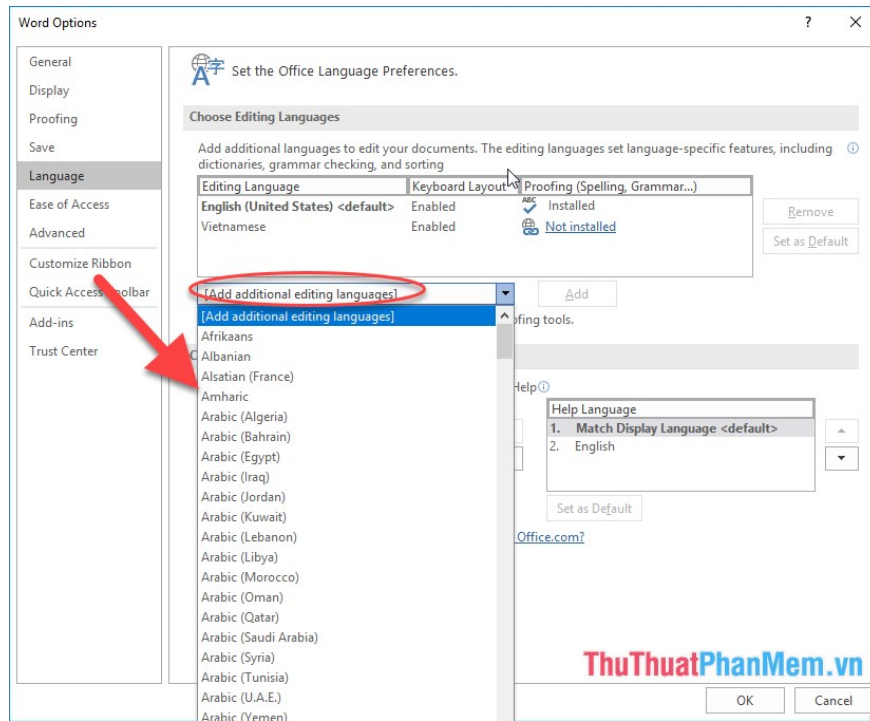 Word Options
? ×
General
Display
Proofing
Save
Language
Ease of Access
Advanced
Customize Ribbon
Quick Access Toolbar
Add-ins
Trust Center
A字 Set the Office Language Preferences.
Choose Editing Languages
Add additional languages to edit your documents. The editing languages set language-specific features, including
dictionaries, grammar checking, and sorting
Editing Language Keyboard Layout Proofing (Spelling, Grammar...)
English (United States) <default> Enabled ABC Installed
Vietnamese Enabled Not installed
Remove
Set as Default
[Add additional editing languages] Add
[Add additional editing languages]
tools.
Afrikaans
Albanian
Alsatian (France)
Amharic
Arabic (Algeria)
Arabic (Bahrain)
Arabic (Egypt)
Arabic (Iraq)
Arabic (Jordan)
Arabic (Kuwait)
Arabic (Lebanon)
Arabic (Libya)
Arabic (Morocco)
Arabic (Oman)
Arabic (Qatar)
Arabic (Saudi Arabia)
Arabic (Syria)
Arabic (Tunisia)
Arabic (U.A.E.)
Arabic (Yemen)
Help
Help Language
1. Match Display Language <default>
2. English
Set as Default
Office.com?
ThuThuatPhanMem.vn
OK Cancel